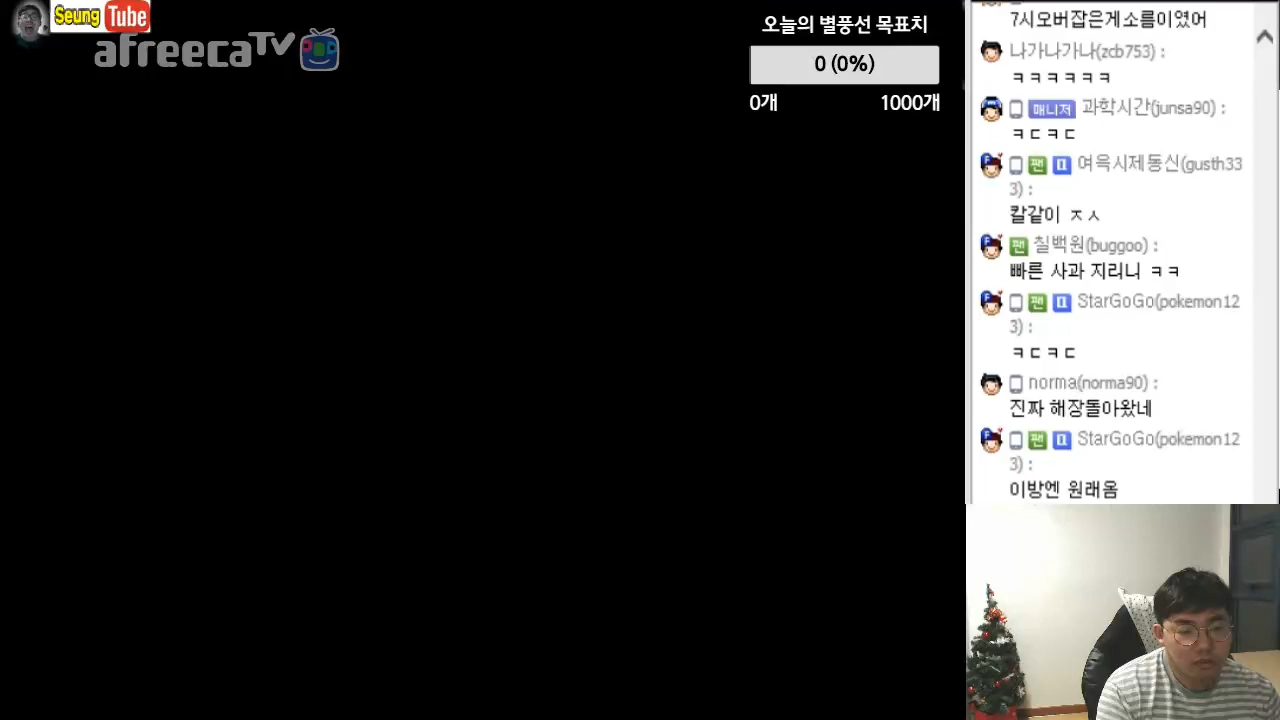 Seung Tube
afreecaTV
오늘의 별풍선 목표치
0 (0%)
0개 1000개
7시오버잡은게소름이였어
나가나가나(zcb753) :
ㅋㅋㅋㅋㅋㅋ
매니저 과학시간(junsa90) :
ㅋㄷㅋㄷ
팬 여윽시제동신(gusth33
3) :
칼같이 ㅈㅅ
팬 칠백원(buggoo) :
빠른 사과 지리니 ㅋㅋ
팬 StarGoGo(pokemon12
3) :
ㅋㄷㅋㄷ
norma(norma90) :
진짜 해장돌아왔네
팬 StarGoGo(pokemon12
3) :
이방엔 원래옴